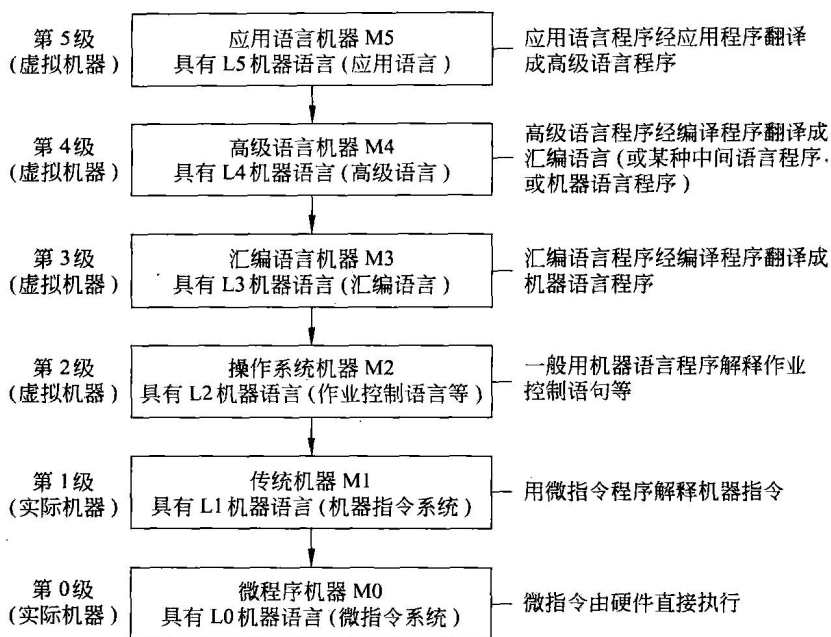 第5级
(虚拟机器)
应用语言机器 M5
具有 L5 机器语言(应用语言)
应用语言程序经应用程序翻译
成高级语言程序
第4级
(虚拟机器)
高级语言机器 M4
具有 L4 机器语言(高级语言)
高级语言程序经编译程序翻译成
汇编语言(或某种中间语言程序,
或机器语言程序)
第3级
(虚拟机器)
汇编语言机器 M3
具有 L3 机器语言(汇编语言)
汇编语言程序经编译程序翻译成
机器语言程序
第2级
(虚拟机器)
操作系统机器 M2
具有 L2 机器语言(作业控制语言等)
一般用机器语言程序解释作业
控制语句等
第1级
(实际机器)
传统机器 M1
具有 L1 机器语言(机器指令系统)
用微指令程序解释机器指令
第0级
(实际机器)
微程序机器 M0
具有 L0 机器语言(微指令系统)
微指令由硬件直接执行